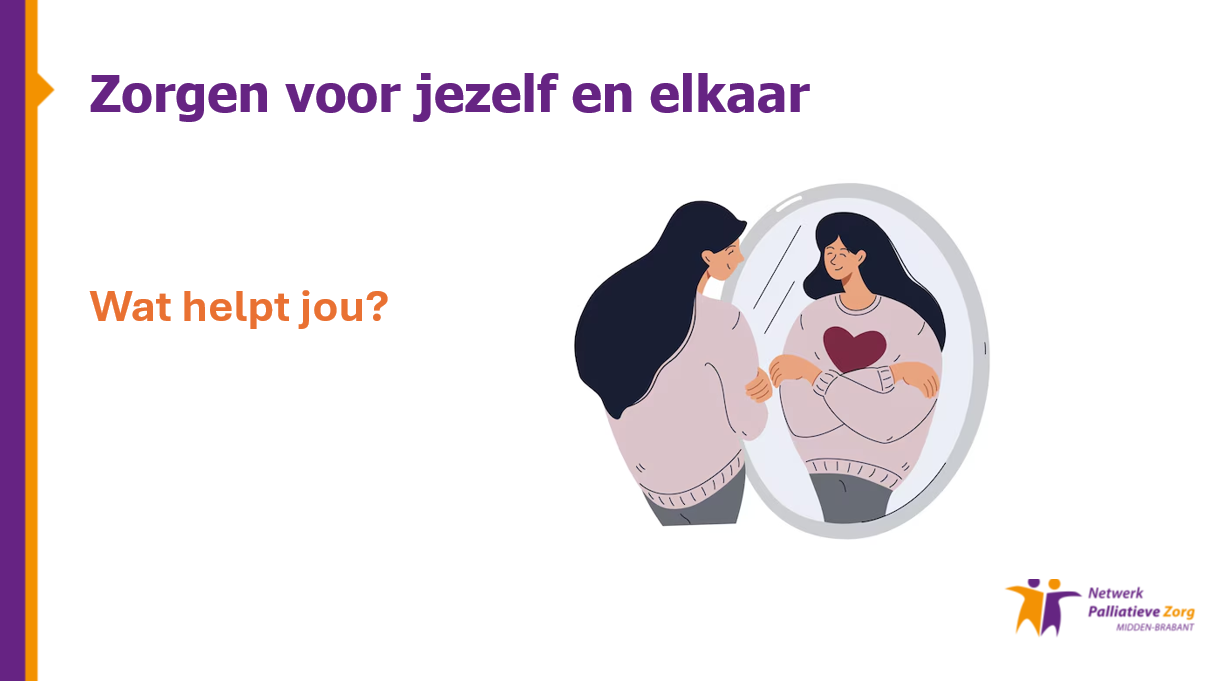 Zorgen voor jezelf en elkaar
Wat helpt jou?
Netwerk
Palliatieve Zorg
MIDDEN-BRABANT